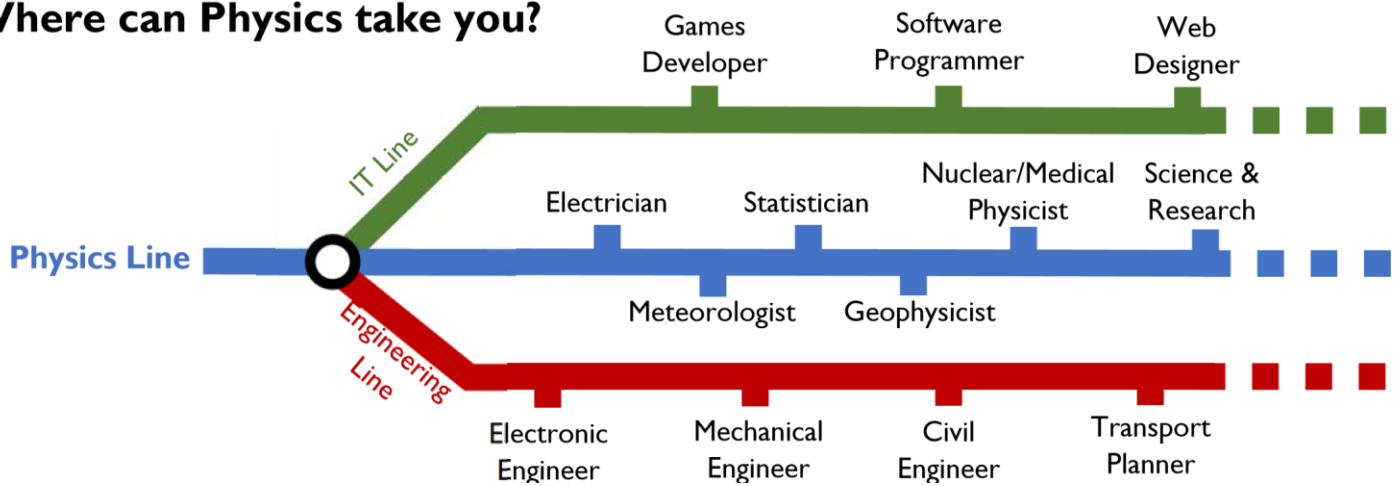 Where can Physics take you?
Games
Developer
Software
Programmer
Web
Designer
IT Line
Electrician
Statistician
Nuclear/Medical
Physicist
Science &
Research
Physics Line
Meteorologist
Geophysicist
Engineering
Line
Electronic
Engineer
Mechanical
Engineer
Civil
Engineer
Transport
Planner